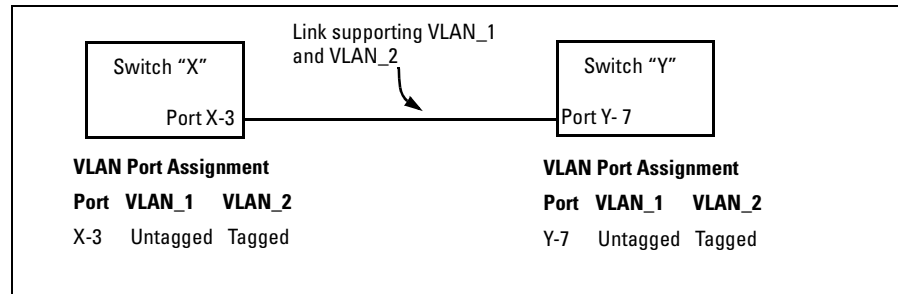 Link supporting VLAN_1
and VLAN_2
Switch “X”
Switch “Y”
Port X-3
Port Y- 7
VLAN Port Assignment
Port VLAN_1 VLAN_2
X-3 Untagged Tagged
VLAN Port Assignment
Port VLAN_1 VLAN_2
Y-7 Untagged Tagged